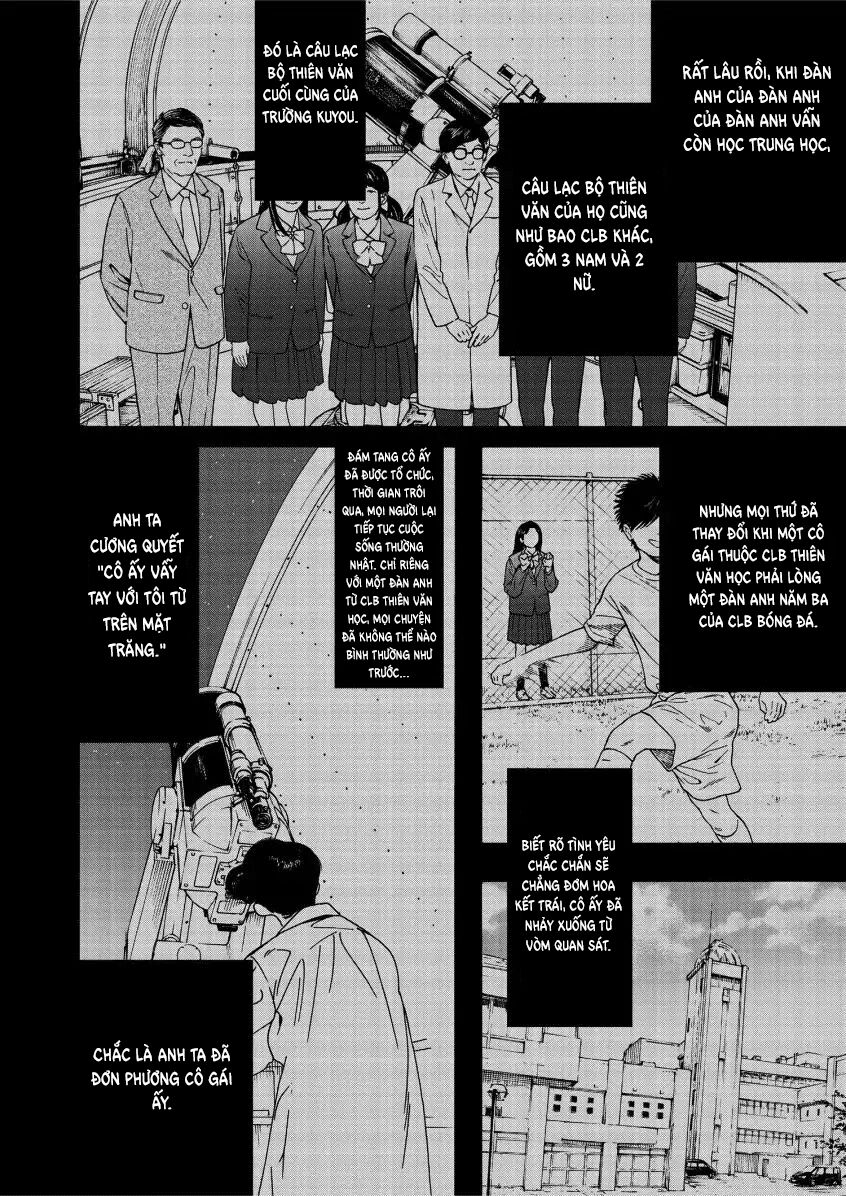 RẤT LÂU RỒI, KHI ĐÀN
ANH CỦA ĐÀN ANH
CỦA ĐÀN ANH VẪN
CÒN HỌC TRUNG HỌC,
CÂU LẠC BỘ THIÊN
VĂN CỦA HỌ CŨNG
NHƯ BAO CLB KHÁC,
GỒM 3 NAM VÀ 2
NỮ.
ĐÓ LÀ CÂU LẠC
BỘ THIÊN VĂN
CUỐI CÙNG CỦA
TRƯỜNG KUYOU.
NHƯNG MỌI THỨ ĐÃ
THAY ĐỔI KHI MỘT CÔ
GÁI THUỘC CLB THIÊN
VĂN HỌC PHẢI LÒNG
MỘT ĐÀN ANH NĂM BA
CỦA CLB BÓNG ĐÁ.
BIẾT RÕ TÌNH YÊU
CHẮC CHẮN SẼ
CHẲNG ĐƠM HOA
KẾT TRÁI, CÔ ẤY ĐÃ
NHẢY XUỐNG TỪ
VÒM QUAN SÁT.
ĐÁM TANG CÔ ẤY
ĐÃ ĐƯỢC TỔ CHỨC,
THỜI GIAN TRÔI
QUA, MỌI NGƯỜI LẠI
TIẾP TỤC CUỘC
SỐNG THƯỜNG
NHẬT. CHỈ RIÊNG
VỚI MỘT ĐÀN ANH
TỪ CLB THIÊN VĂN
HỌC, MỌI CHUYỆN
ĐÃ KHÔNG THỂ NÀO
BÌNH THƯỜNG NHƯ
TRƯỚC...
ANH TA
CƯƠNG QUYẾT
"CÔ ẤY VẪY
TAY VỚI TÔI TỪ
TRÊN MẶT
TRĂNG."
CHẮC LÀ ANH TA ĐÃ
ĐƠN PHƯƠNG CÔ GÁI
ẤY.